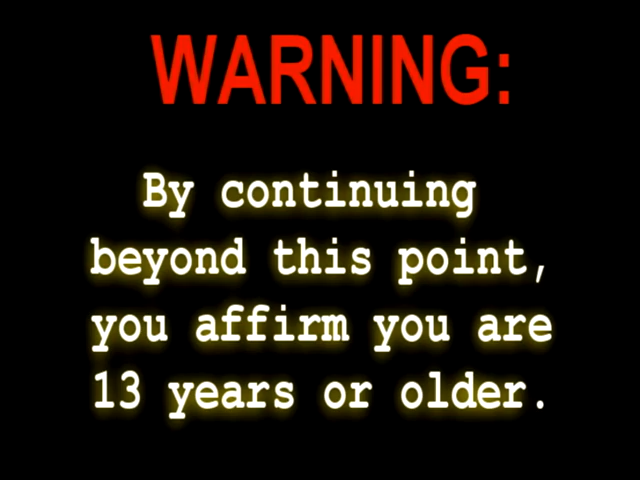 WARNING:
By continuing
beyond this point,
you affirm you are
13 years or older.